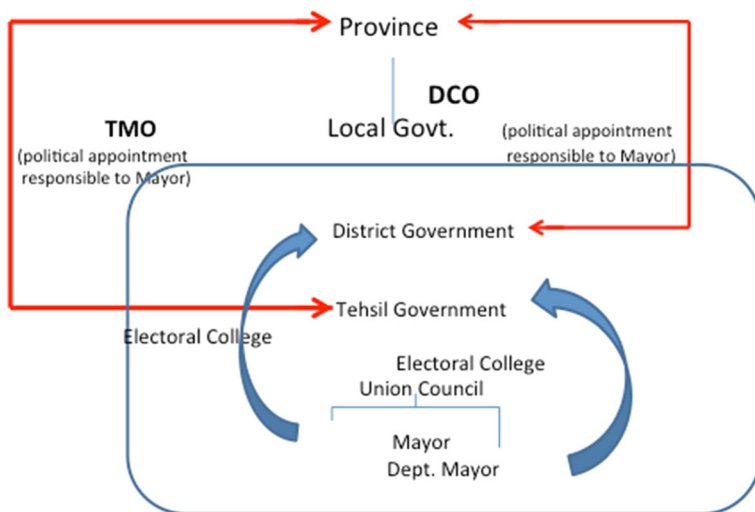 Province
DCO
TMO
Local Govt.
(political appointment
responsible to Mayor)
(political appointment
responsible to Mayor)
District Government
Tehsil Government
Electoral College
Electoral College
Union Council
Mayor
Dept. Mayor